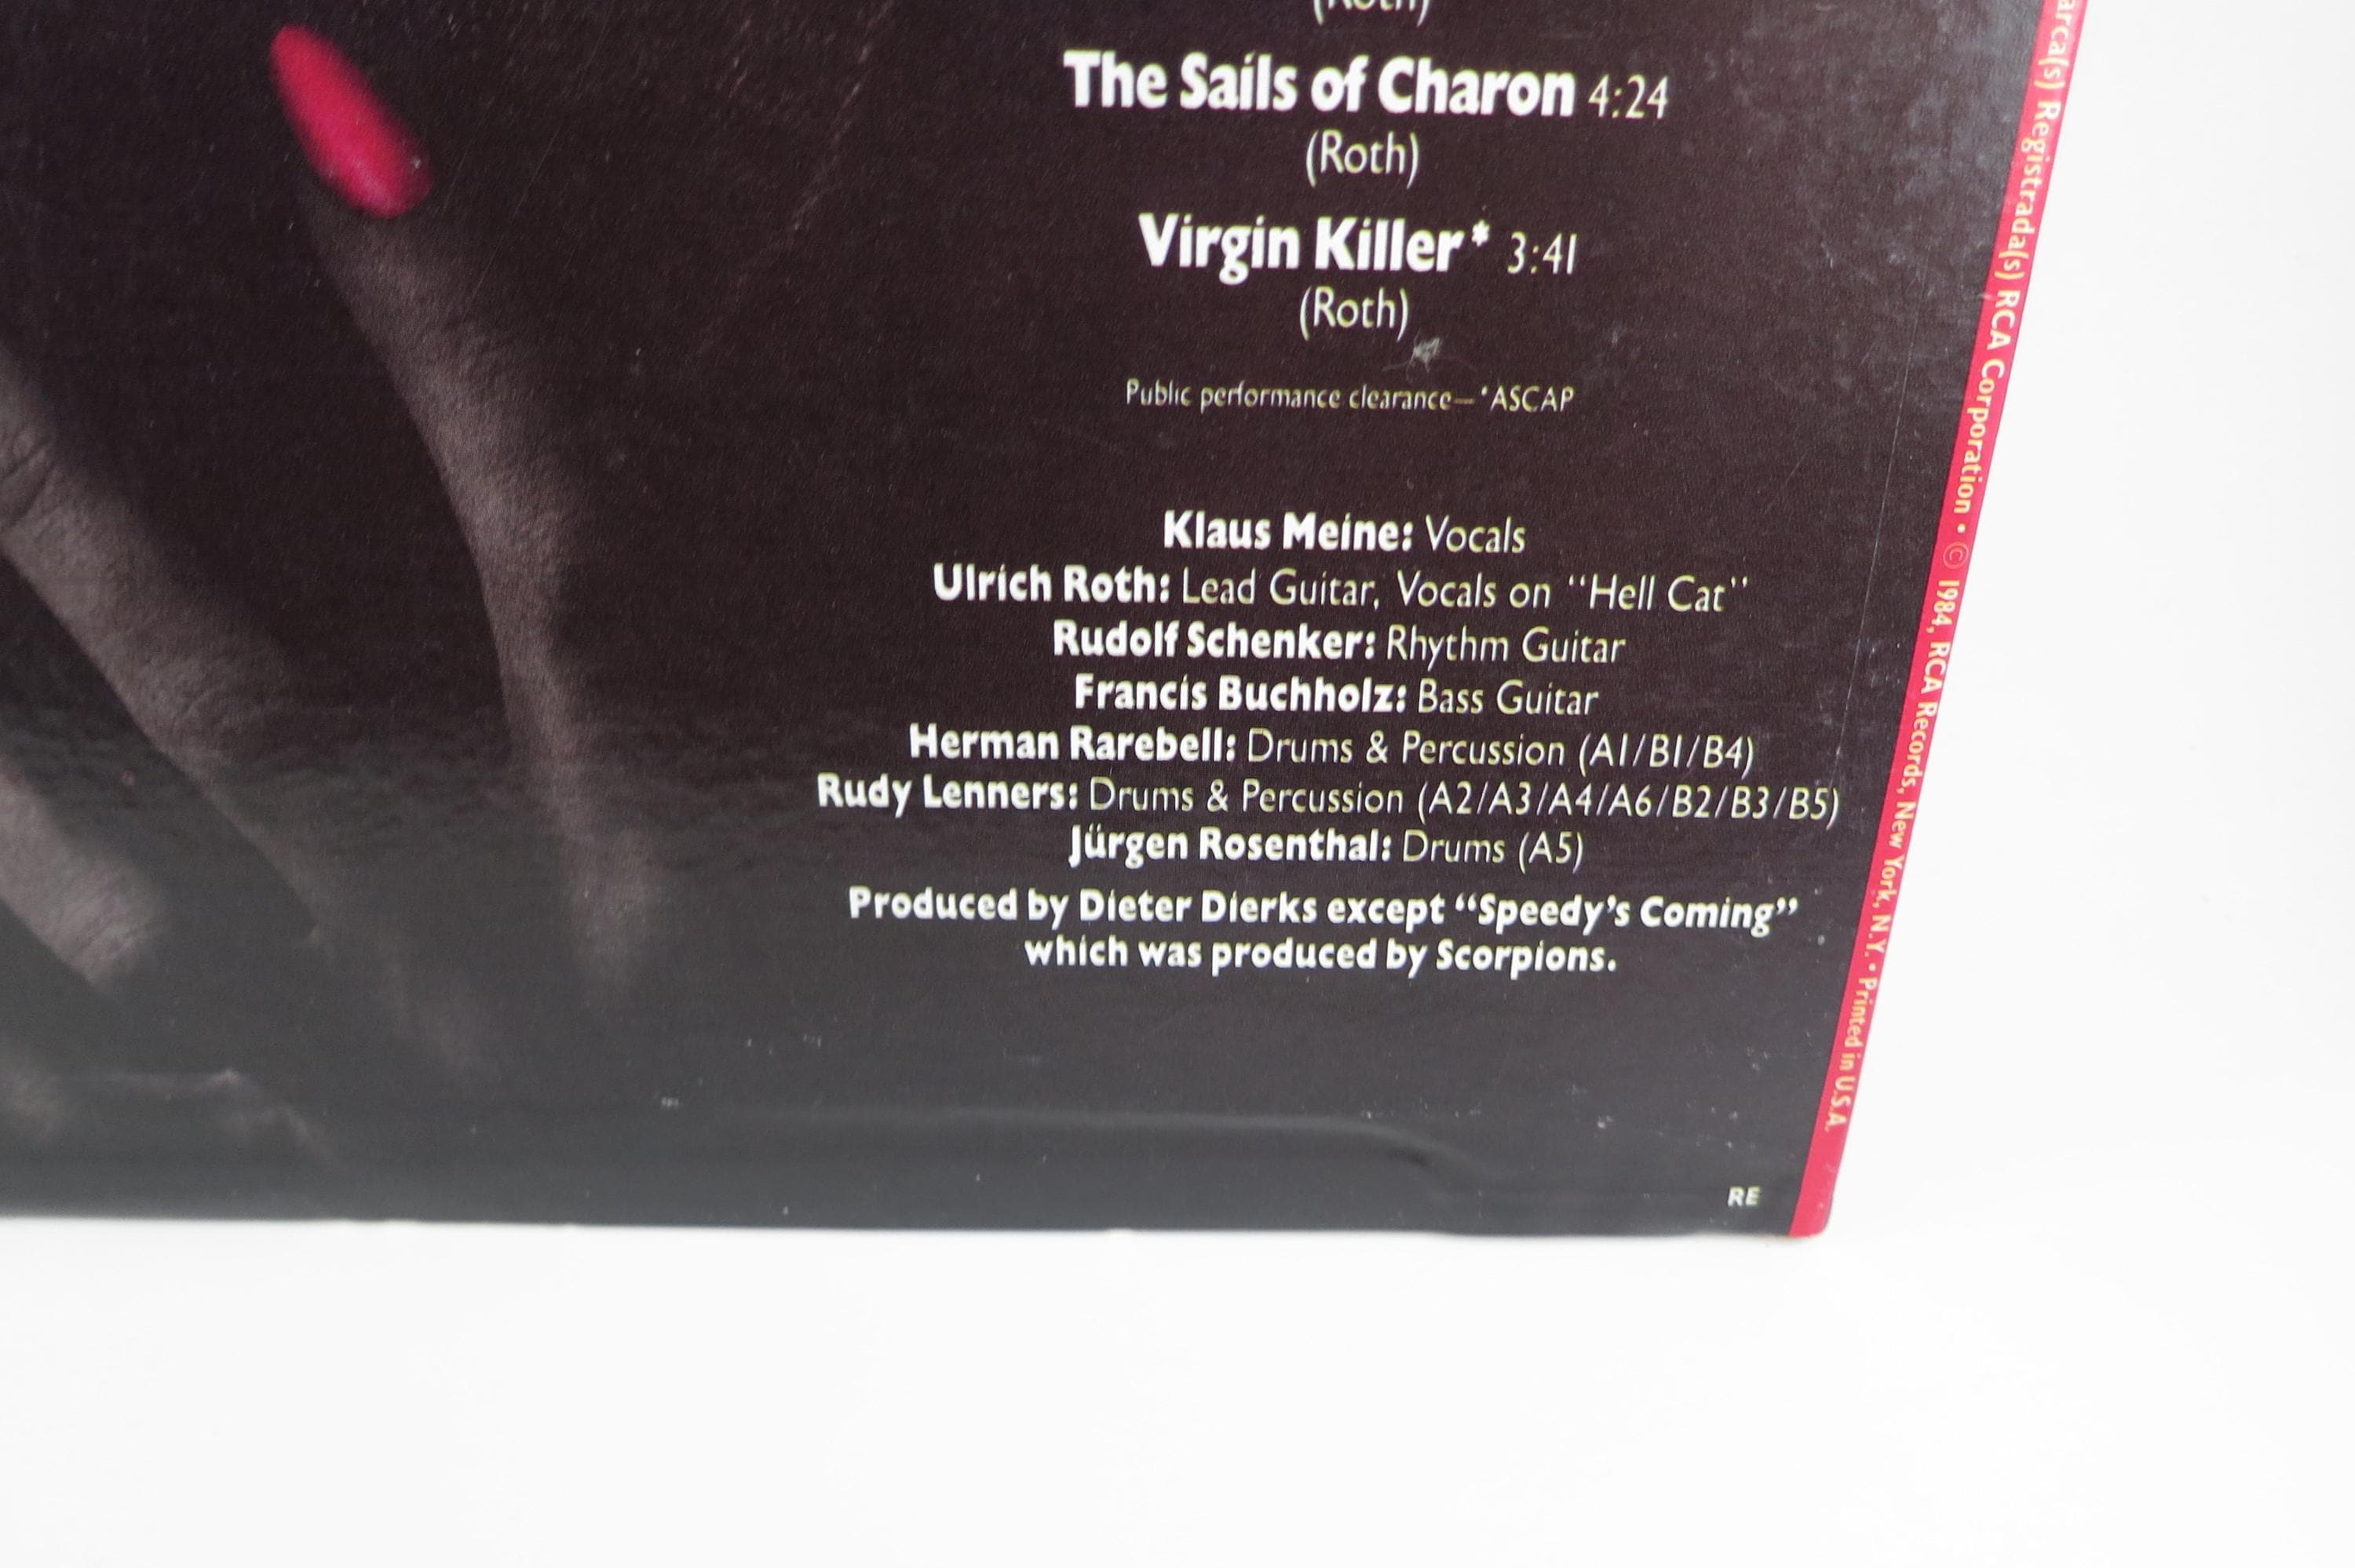 (Roth)
The Sails of Charon 4:24
(Roth)
Virgin Killer* 3:41
(Roth)
Public performance clearance—*ASCAP
Klaus Meine: Vocals
Ulrich Roth: Lead Guitar, Vocals on "Hell Cat"
Rudolf Schenker: Rhythm Guitar
Francis Buchholz: Bass Guitar
Herman Rarebell: Drums & Percussion (A1/B1/B4)
Rudy Lenners: Drums & Percussion (A2/A3/A4/A6/B2/B3/B5)
Jürgen Rosenthal: Drums (A5)
Produced by Dieter Dierks except "Speedy's Coming"
which was produced by Scorpions.
RE
arca(s) Registrada(s) RCA Corporation • © 1984, RCA Records, New York, N.Y. • Printed in U.S.A.